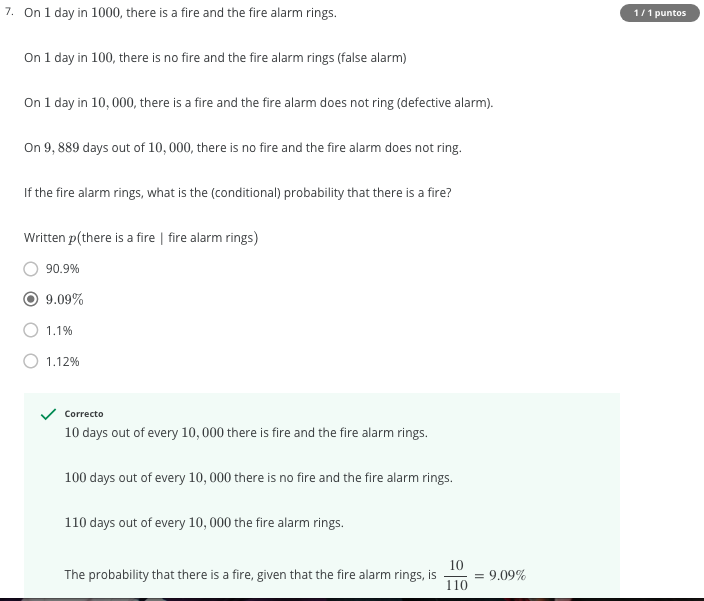 7. On 1 day in 1000, there is a fire and the fire alarm rings.
1 / 1 puntos
On 1 day in 100, there is no fire and the fire alarm rings (false alarm)
On 1 day in 10, 000, there is a fire and the fire alarm does not ring (defective alarm).
On 9, 889 days out of 10, 000, there is no fire and the fire alarm does not ring.
If the fire alarm rings, what is the (conditional) probability that there is a fire?
Written p(there is a fire | fire alarm rings)
90.9%
9.09%
1.1%
1.12%
Correcto
10 days out of every 10, 000 there is fire and the fire alarm rings.
100 days out of every 10, 000 there is no fire and the fire alarm rings.
110 days out of every 10, 000 the fire alarm rings.
The probability that there is a fire, given that the fire alarm rings, is 10/110 = 9.09%